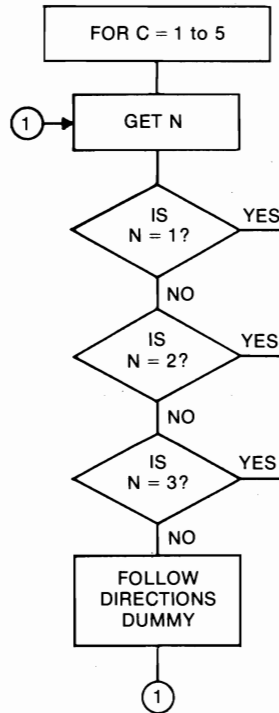 FOR C = 1 to 5
1
GET N
IS
N = 1?
YES
NO
IS
N = 2?
YES
NO
IS
N = 3?
YES
NO
FOLLOW
DIRECTIONS
DUMMY
1